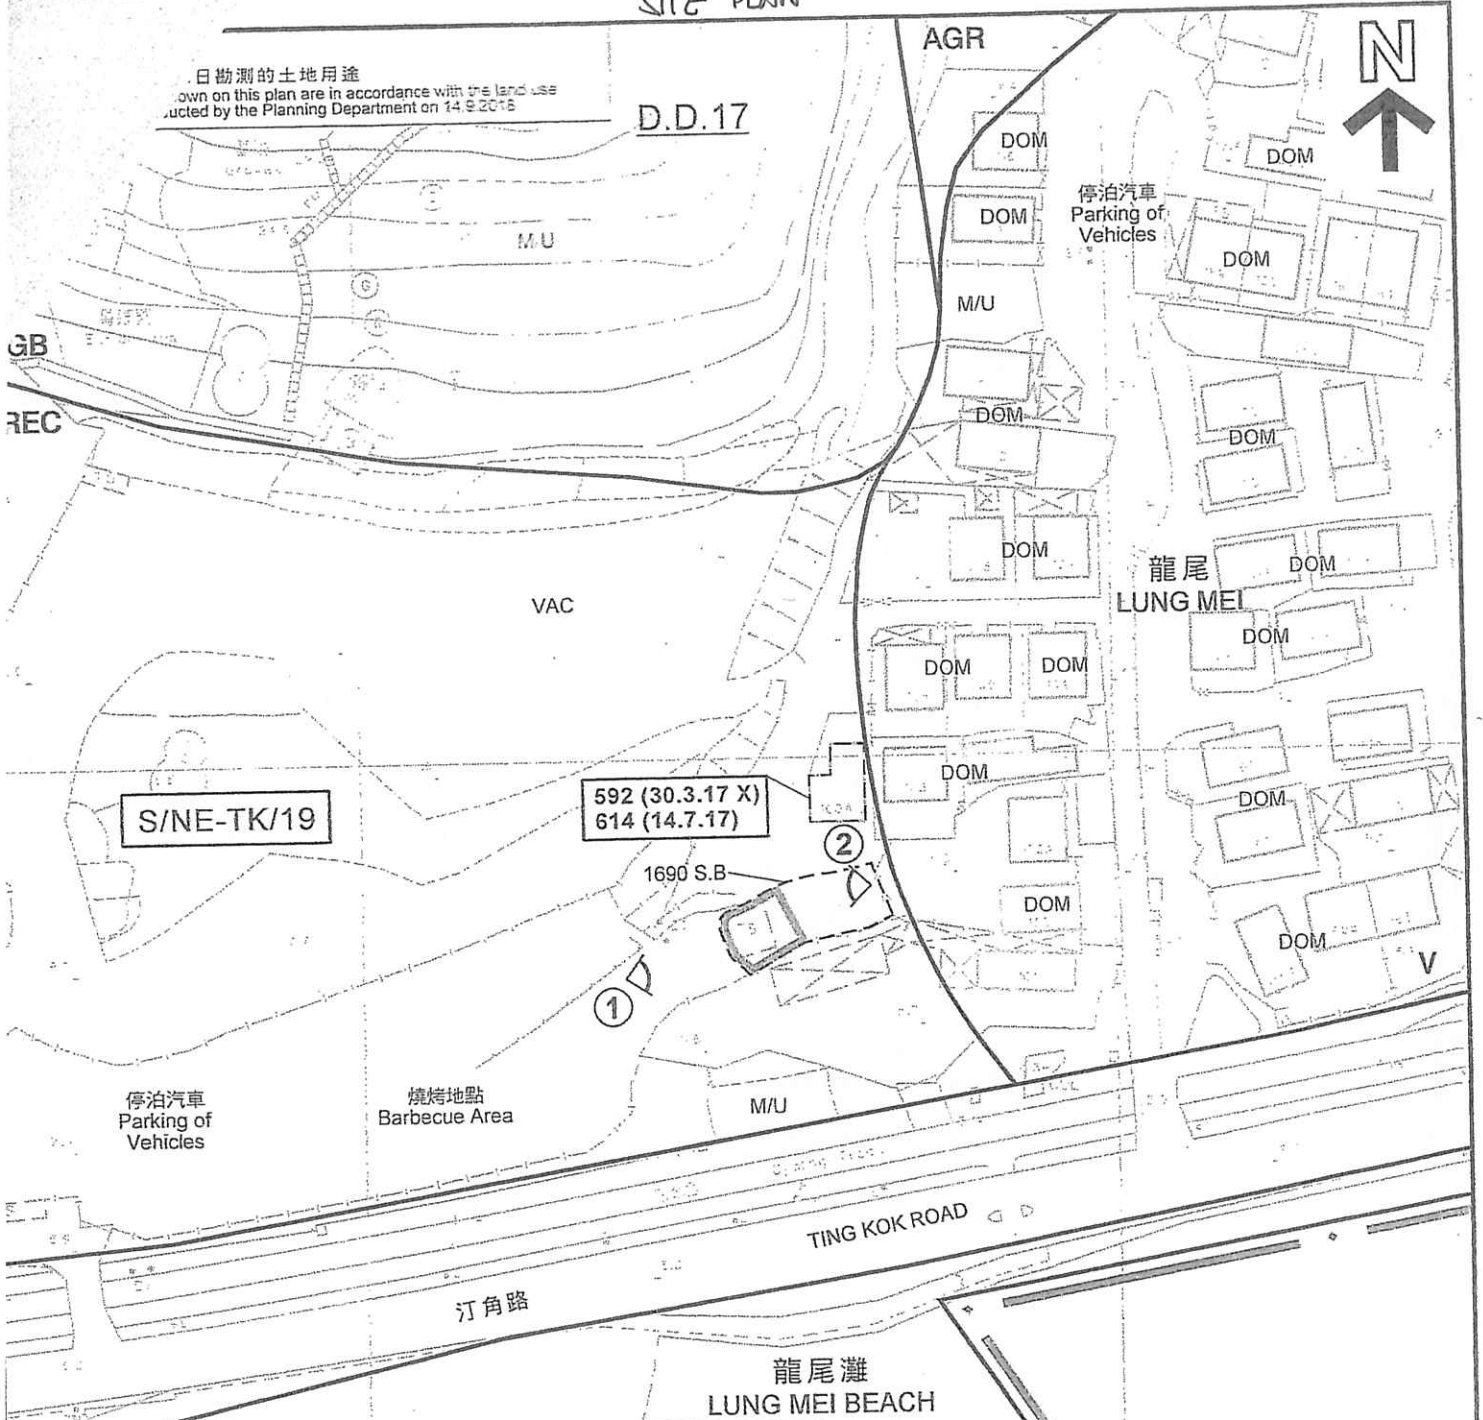 SITE PLAN
日勘測的土地用途
own on this plan are in accordance with the land use
ucted by the Planning Department on 14.9.2018
D.D.17
AGR
N
DOM
DOM
停泊汽車
Parking of
Vehicles
DOM
DOM
M/U
M/U
G
GB
REC
DOM
DOM
DOM
DOM
龍尾
LUNG MEI
VAC
DOM
DOM
DOM
DOM
DOM
592 (30.3.17 X)
614 (14.7.17)
S/NE-TK/19
DOM
2
1690 S.B
DOM
DOM
V
1
停泊汽車
Parking of
Vehicles
燒烤地點
Barbecue Area
M/U
TING KOK ROAD
汀角路
龍尾灘
LUNG MEI BEACH